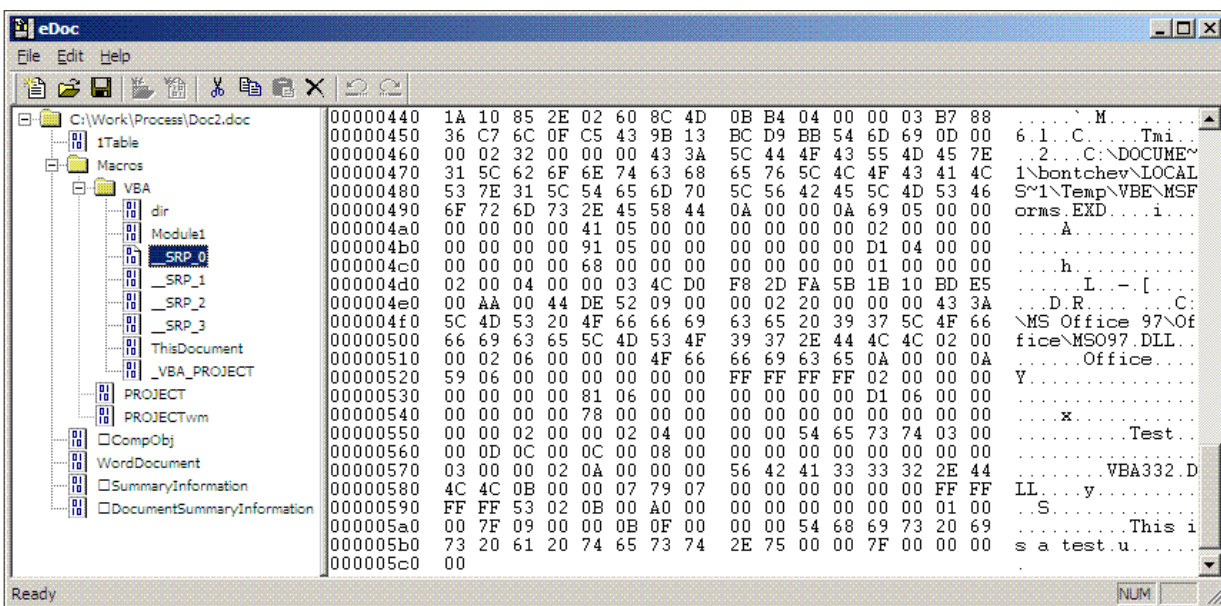 eDoc
File Edit Help
C:\Work\Process\Doc2.doc
1Table
Macros
VBA
dir
Module1
__SRP_0
__SRP_1
__SRP_2
__SRP_3
ThisDocument
_VBA_PROJECT
PROJECT
PROJECTwm
□CompObj
WordDocument
□SummaryInformation
□DocumentSummaryInformation
00000440 1A 10 85 2E 02 60 8C 4D 0B B4 04 00 00 03 B7 88 .....`.M........
00000450 36 C7 6C 0F C5 43 9B 13 BC D9 BB 54 6D 69 0D 00 6.l..C.....Tmi..
00000460 00 02 32 00 00 00 43 3A 5C 44 4F 43 55 4D 45 7E ..2...C:\DOCUME~
00000470 31 5C 62 6F 6E 74 63 68 65 76 5C 4C 4F 43 41 4C 1\bontchev\LOCAL
00000480 53 7E 31 5C 54 65 6D 70 5C 56 42 45 5C 4D 53 46 S~1\Temp\VBE\MSF
00000490 6F 72 6D 73 2E 45 58 44 0A 00 00 0A 69 05 00 00 orms.EXD....i...
000004a0 00 00 00 00 41 05 00 00 00 00 00 00 02 00 00 00 ....A...........
000004b0 00 00 00 00 91 05 00 00 00 00 00 00 D1 04 00 00 ................
000004c0 00 00 00 00 68 00 00 00 00 00 00 00 01 00 00 00 ....h...........
000004d0 02 00 04 00 00 03 4C D0 F8 2D FA 5B 1B 10 BD E5 ......L..-.[....
000004e0 00 AA 00 44 DE 52 09 00 00 02 20 00 00 00 43 3A ...D.R.... ...C:
000004f0 5C 4D 53 20 4F 66 66 69 63 65 20 39 37 5C 4F 66 \MS Office 97\Of
00000500 66 69 63 65 5C 4D 53 4F 39 37 2E 44 4C 4C 02 00 fice\MSO97.DLL..
00000510 00 02 06 00 00 00 4F 66 66 69 63 65 0A 00 00 0A ......Office....
00000520 59 06 00 00 00 00 00 00 FF FF FF FF 02 00 00 00 Y...............
00000530 00 00 00 00 81 06 00 00 00 00 00 00 D1 06 00 00 ................
00000540 00 00 00 00 78 00 00 00 00 00 00 00 00 00 00 00 ....x...........
00000550 00 00 02 00 00 02 04 00 00 00 54 65 73 74 03 00 ..........Test..
00000560 00 0D 0C 00 0C 00 08 00 00 00 00 00 00 00 00 00 ................
00000570 03 00 00 02 0A 00 00 00 56 42 41 33 33 32 2E 44 ........VBA332.D
00000580 4C 4C 0B 00 00 07 79 07 00 00 00 00 00 00 FF FF LL....y.........
00000590 FF FF 53 02 0B 00 A0 00 00 00 00 00 00 00 01 00 ..S.............
000005a0 00 7F 09 00 00 0B 0F 00 00 00 54 68 69 73 20 69 ..........This i
000005b0 73 20 61 20 74 65 73 74 2E 75 00 00 7F 00 00 00 s a test.u......
000005c0 00 .
Ready NUM